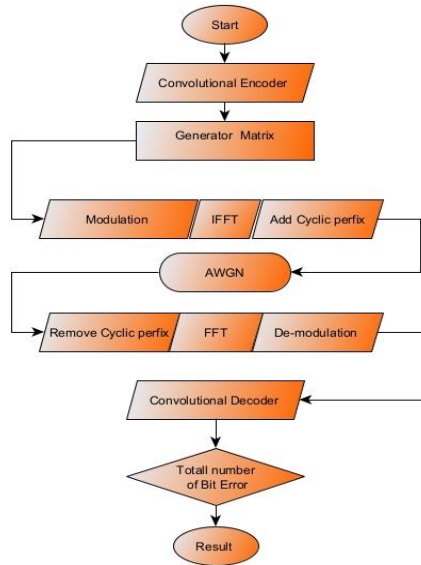 Start
Convolutional Encoder
Generator Matrix
Modulation
IFFT
Add Cyclic perfix
AWGN
Remove Cyclic perfix
FFT
De-modulation
Convolutional Decoder
Totall number
of Bit Error
Result